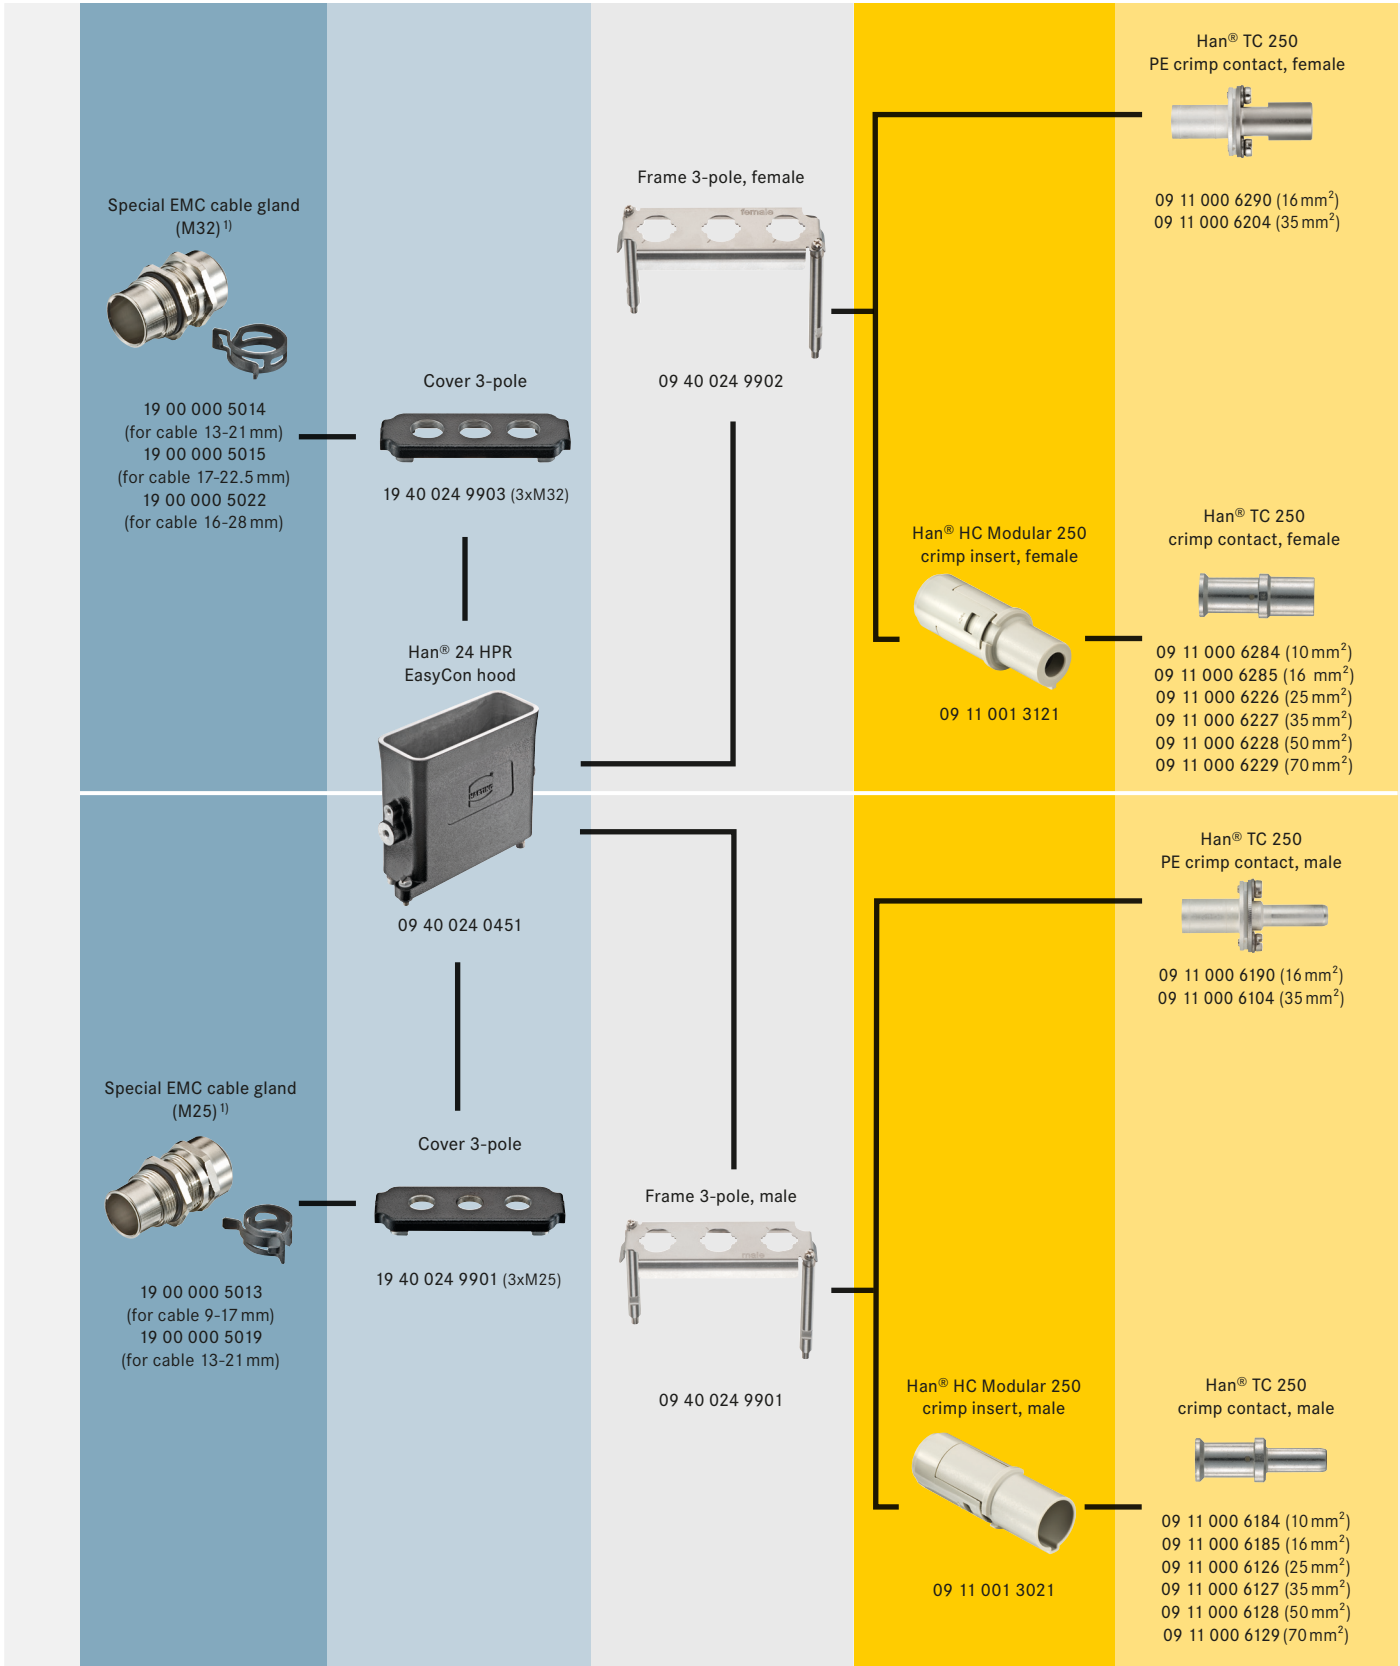 Han® TC 250
PE crimp contact, female
09 11 000 6290 (16 mm²)
09 11 000 6204 (35 mm²)
Frame 3-pole, female
female
09 40 024 9902
Special EMC cable gland
(M32) 1)
19 00 000 5014
(for cable 13-21 mm)
19 00 000 5015
(for cable 17-22.5 mm)
19 00 000 5022
(for cable 16-28 mm)
Cover 3-pole
19 40 024 9903 (3xM32)
Han® HC Modular 250
crimp insert, female
09 11 001 3121
Han® TC 250
crimp contact, female
09 11 000 6284 (10 mm²)
09 11 000 6285 (16 mm²)
09 11 000 6226 (25 mm²)
09 11 000 6227 (35 mm²)
09 11 000 6228 (50 mm²)
09 11 000 6229 (70 mm²)
Han® 24 HPR
EasyCon hood
HARTING
09 40 024 0451
Han® TC 250
PE crimp contact, male
09 11 000 6190 (16 mm²)
09 11 000 6104 (35 mm²)
Special EMC cable gland
(M25) 1)
19 00 000 5013
(for cable 9-17 mm)
19 00 000 5019
(for cable 13-21 mm)
Cover 3-pole
19 40 024 9901 (3xM25)
Frame 3-pole, male
male
09 40 024 9901
Han® HC Modular 250
crimp insert, male
09 11 001 3021
Han® TC 250
crimp contact, male
09 11 000 6184 (10 mm²)
09 11 000 6185 (16 mm²)
09 11 000 6126 (25 mm²)
09 11 000 6127 (35 mm²)
09 11 000 6128 (50 mm²)
09 11 000 6129 (70 mm²)